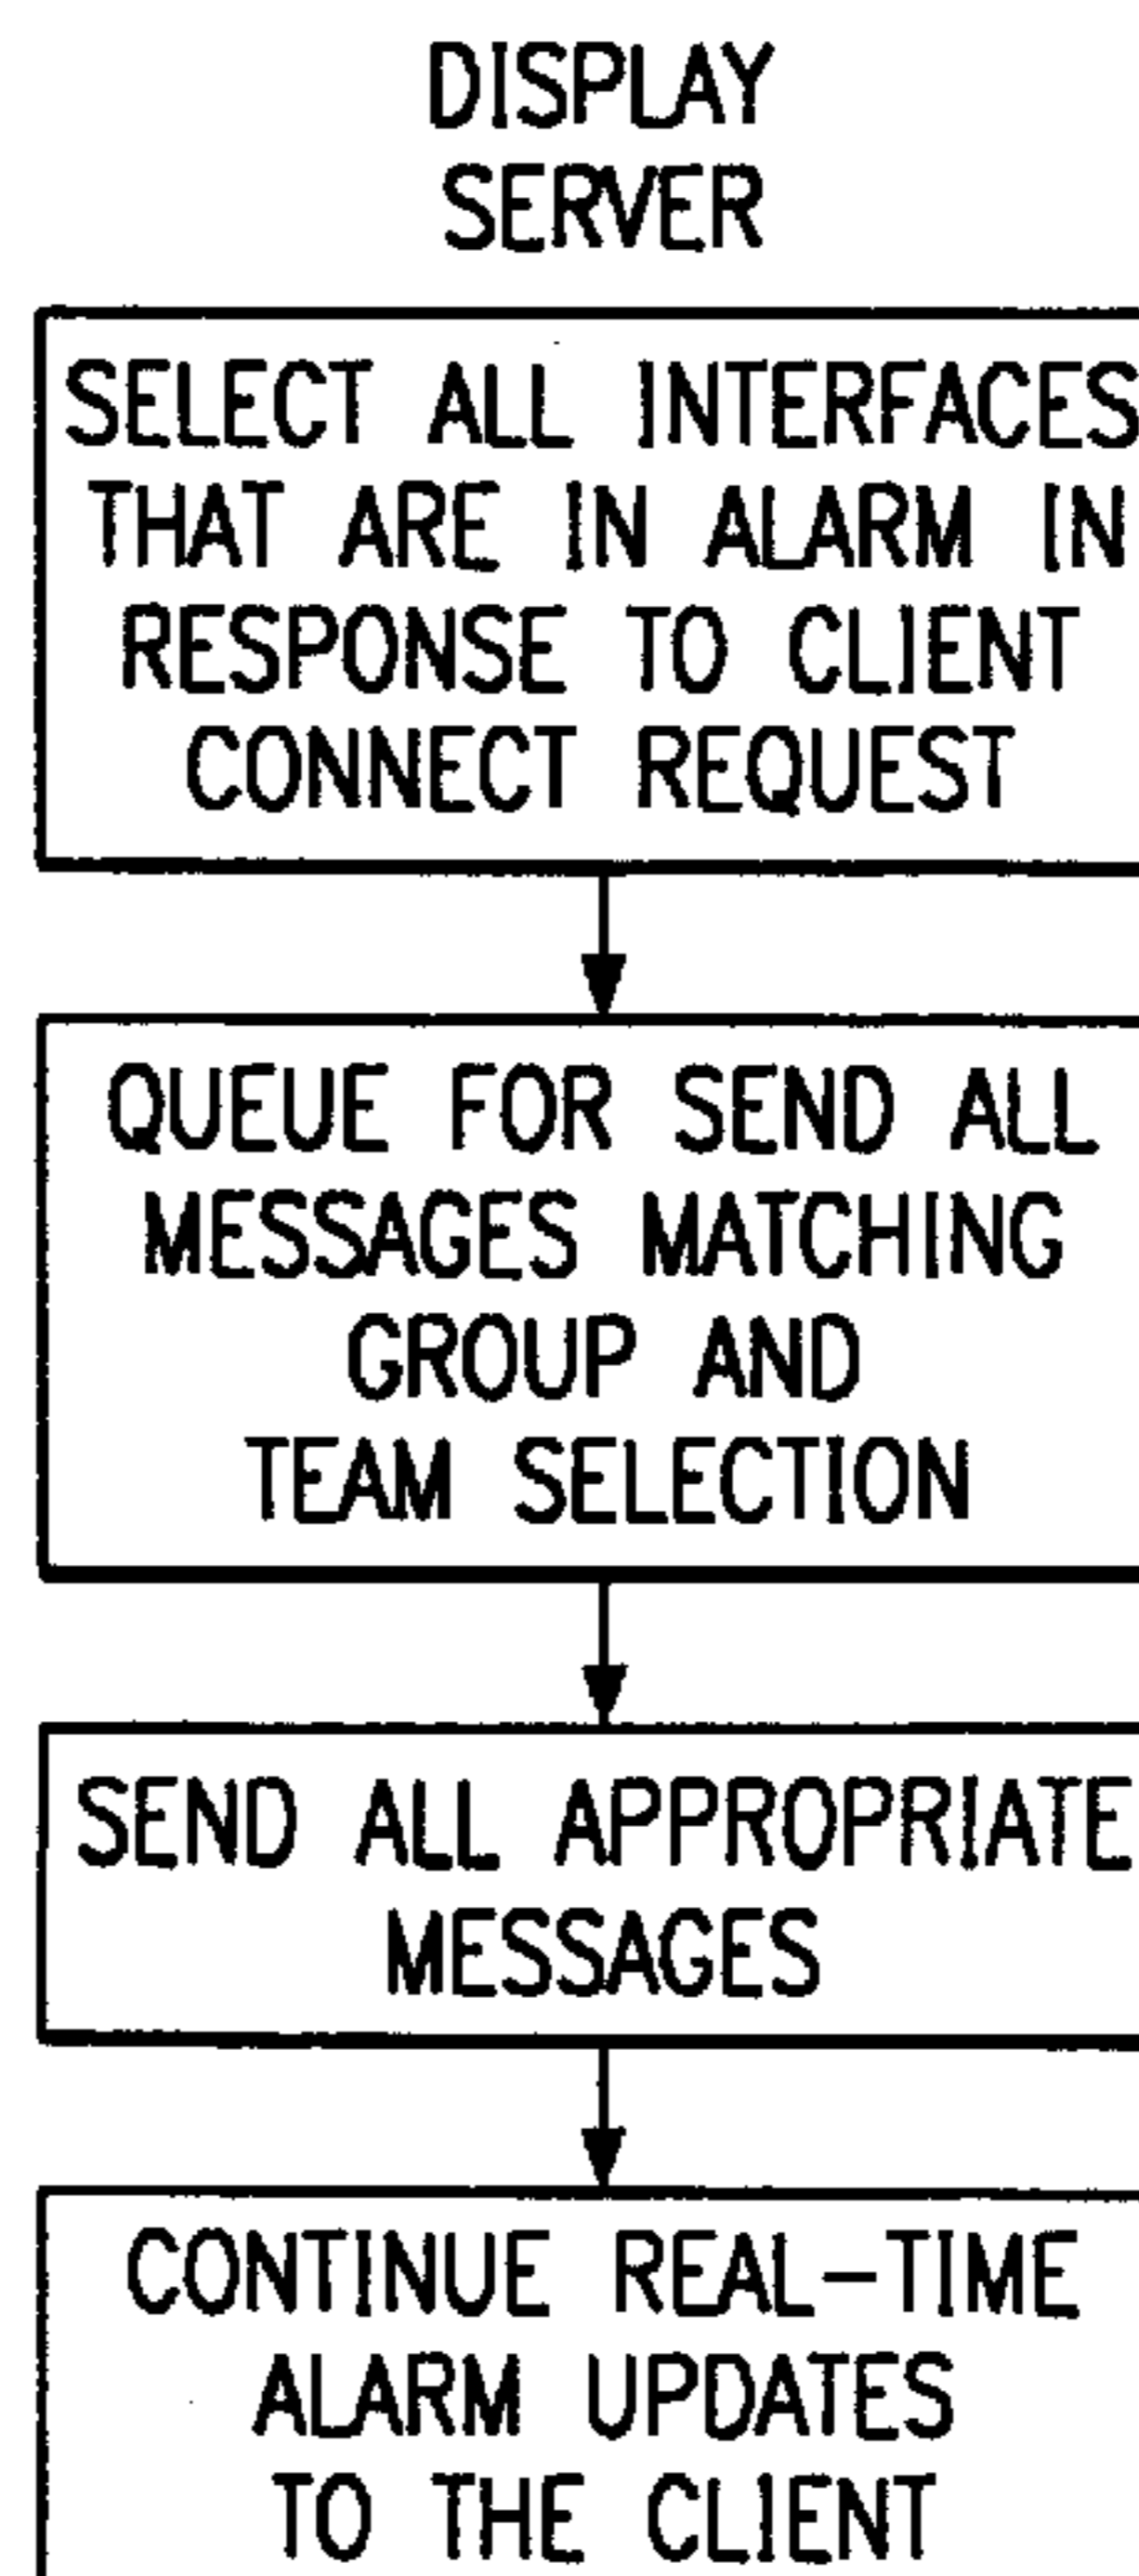 DISPLAY
SERVER
SELECT ALL INTERFACES
THAT ARE IN ALARM IN
RESPONSE TO CLIENT
CONNECT REQUEST
QUEUE FOR SEND ALL
MESSAGES MATCHING
GROUP AND
TEAM SELECTION
SEND ALL APPROPRIATE
MESSAGES
CONTINUE REAL-TIME
ALARM UPDATES
TO THE CLIENT